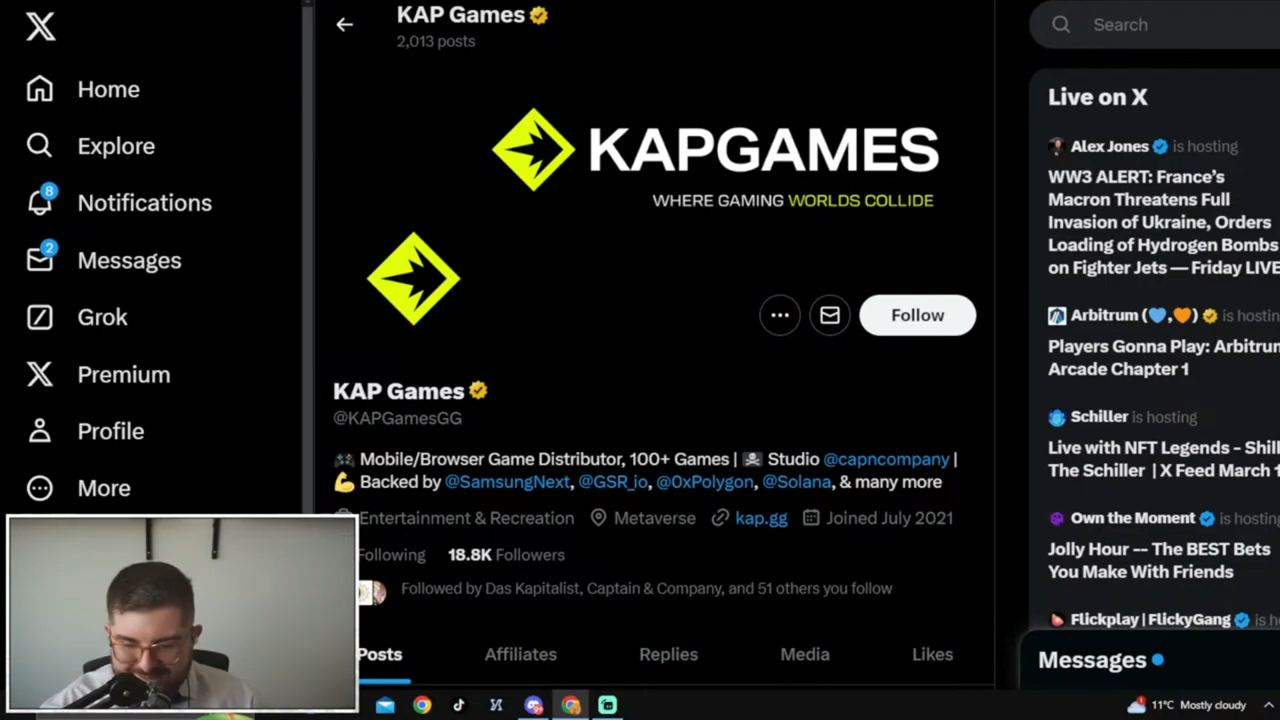 KAP Games
2,013 posts
KAPGAMES
WHERE GAMING WORLDS COLLIDE
Home
Explore
8
Notifications
2
Messages
Grok
Premium
Profile
More
Follow
KAP Games
@KAPGamesGG
Mobile/Browser Game Distributor, 100+ Games | Studio @capncompany |
Backed by @SamsungNext, @GSR_io, @0xPolygon, @Solana, & many more
Entertainment & Recreation Metaverse kap.gg Joined July 2021
Following 18.8K Followers
Followed by Das Kapitalist, Captain & Company, and 51 others you follow
Posts Affiliates Replies Media Likes
Search
Live on X
Alex Jones is hosting
WW3 ALERT: France's
Macron Threatens Full
Invasion of Ukraine, Orders
Loading of Hydrogen Bombs
on Fighter Jets — Friday LIVE
Arbitrum (💙,🧡) is hostin
Players Gonna Play: Arbitrum
Arcade Chapter 1
Schiller is hosting
Live with NFT Legends - Shil
The Schiller | X Feed March 1
Own the Moment is hosting
Jolly Hour -- The BEST Bets
You Make With Friends
Flickplay | FlickyGang is ho
Messages
11°C Mostly cloudy